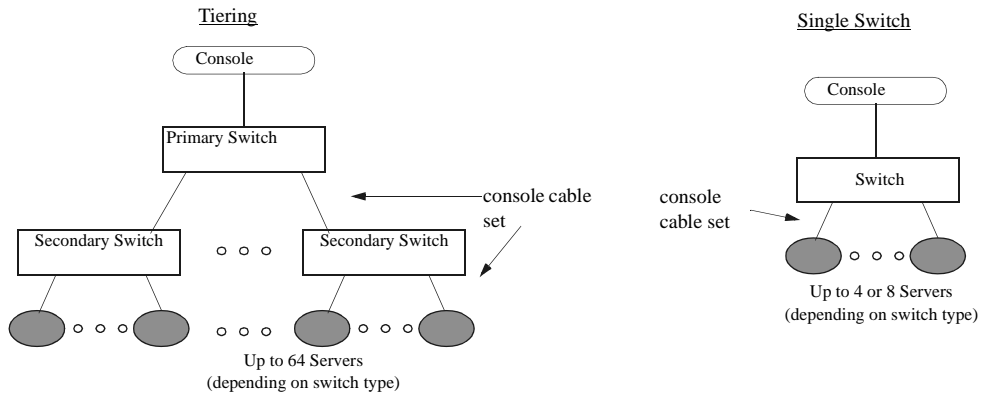 Tiering
Console
Primary Switch
console cable
set
Secondary Switch
Secondary Switch
Up to 64 Servers
(depending on switch type)
Single Switch
Console
Switch
console
cable set
Up to 4 or 8 Servers
(depending on switch type)